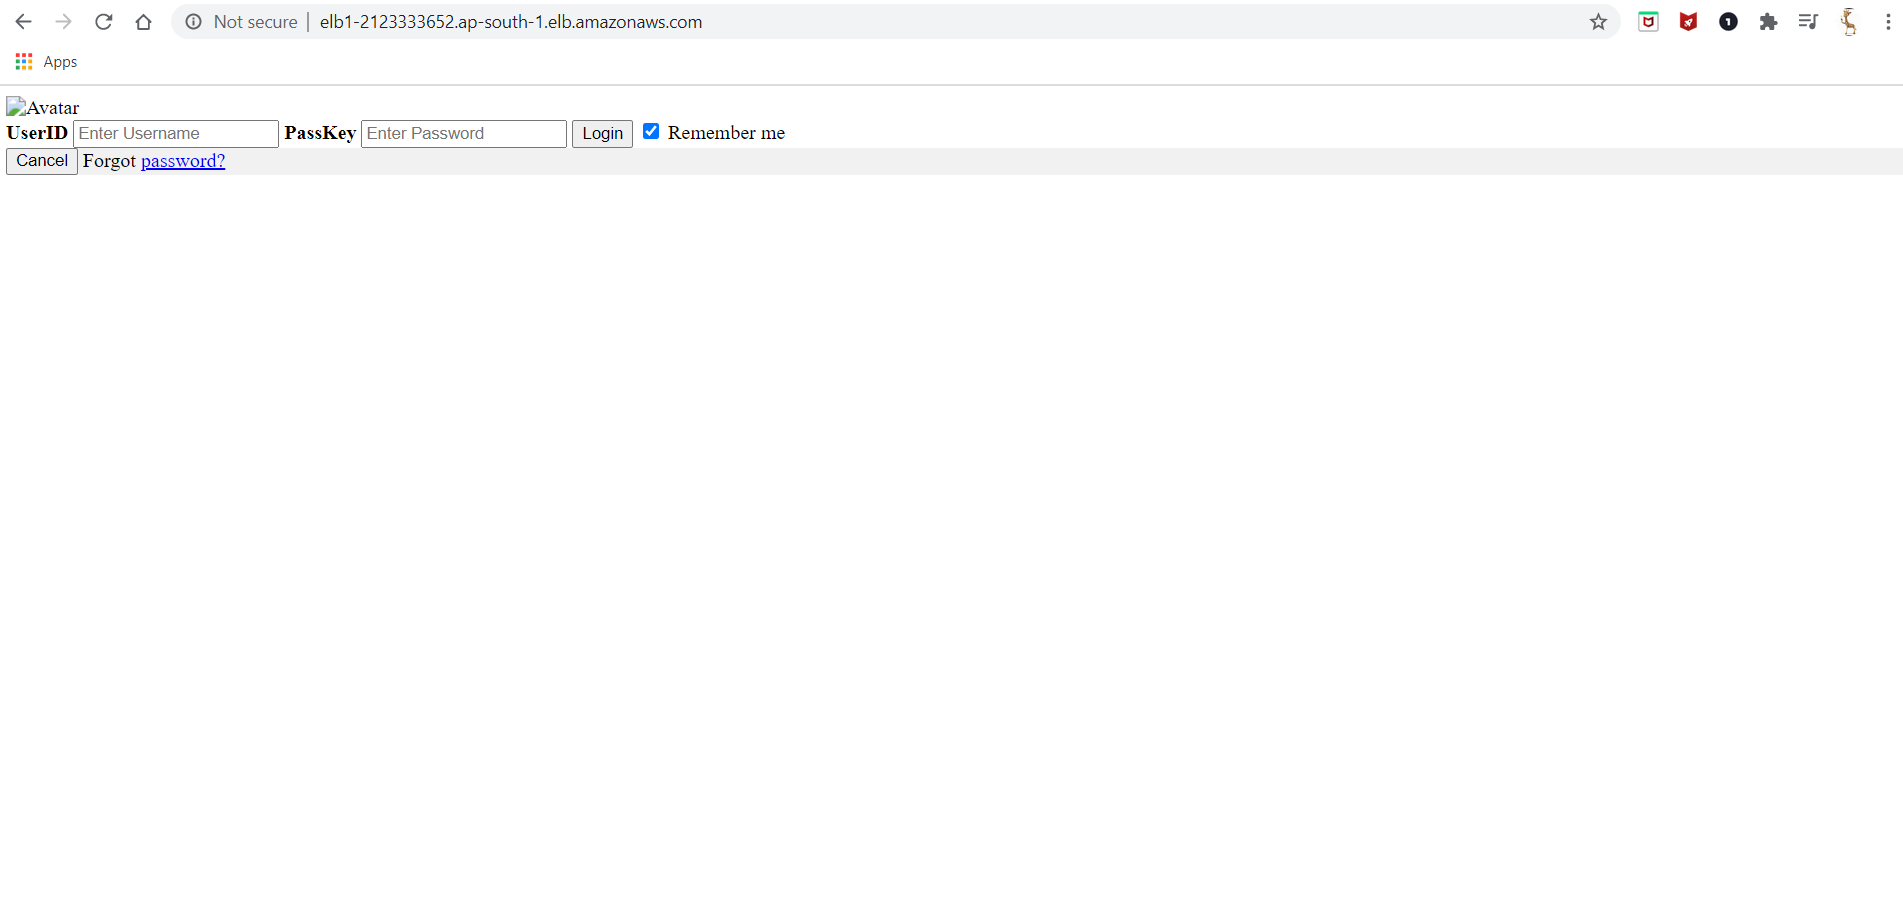 Not secure | elb1-2123333652.ap-south-1.elb.amazonaws.com
1
Apps
Avatar
UserID Enter Username PassKey Enter Password Login Remember me
Cancel Forgot password?